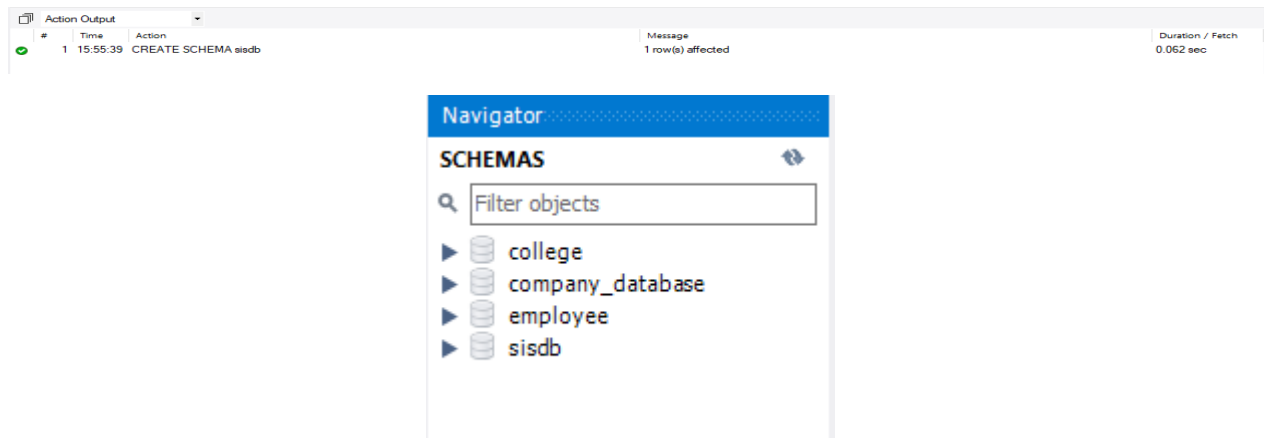 Action Output
# Time Action Message Duration / Fetch
1 15:55:39 CREATE SCHEMA sisdb 1 row(s) affected 0.062 sec
Navigator
SCHEMAS
Filter objects
college
company_database
employee
sisdb